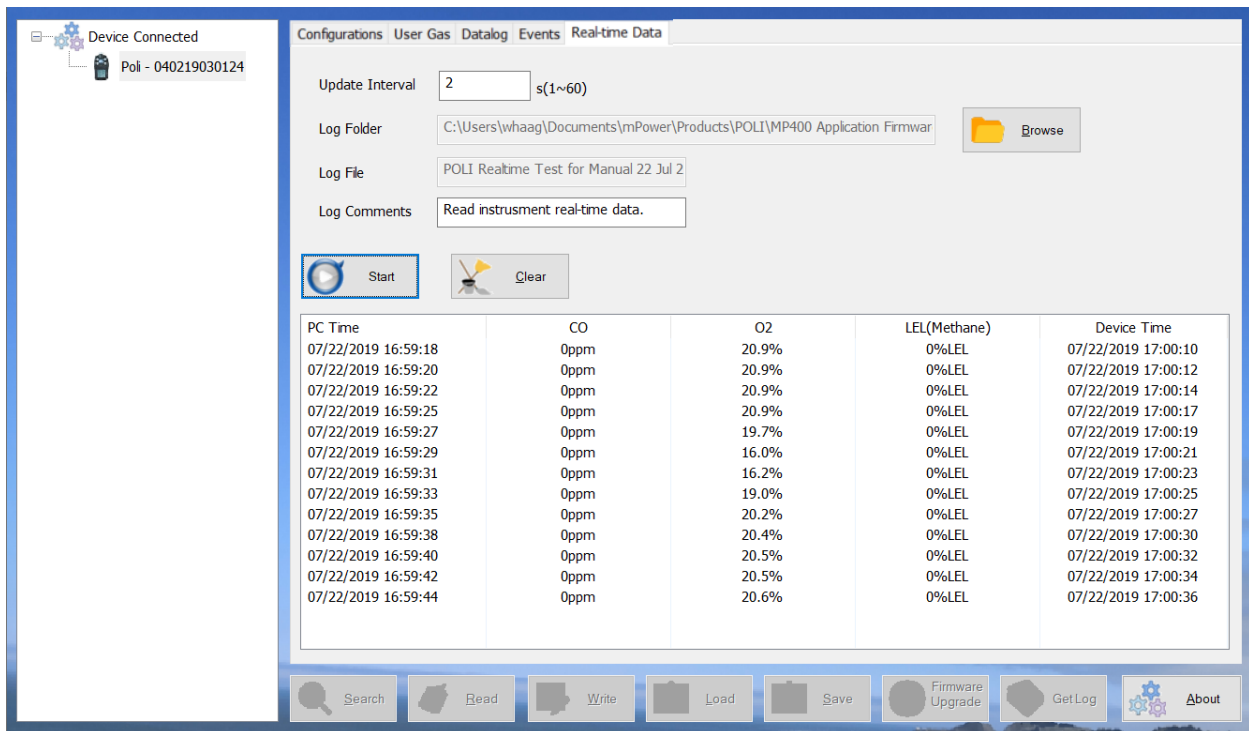 Device Connected
Poli - 040219030124
Configurations User Gas Datalog Events Real-time Data
Update Interval 2 s(1~60)
Log Folder C:\Users\whaag\Documents\mPower\Products\POLI\MP400 Application Firmwar Browse
Log File POLI Realtime Test for Manual 22 Jul 2
Log Comments Read instrusment real-time data.
Start Clear
PC Time CO O2 LEL(Methane) Device Time
07/22/2019 16:59:18 0ppm 20.9% 0%LEL 07/22/2019 17:00:10
07/22/2019 16:59:20 0ppm 20.9% 0%LEL 07/22/2019 17:00:12
07/22/2019 16:59:22 0ppm 20.9% 0%LEL 07/22/2019 17:00:14
07/22/2019 16:59:25 0ppm 20.9% 0%LEL 07/22/2019 17:00:17
07/22/2019 16:59:27 0ppm 19.7% 0%LEL 07/22/2019 17:00:19
07/22/2019 16:59:29 0ppm 16.0% 0%LEL 07/22/2019 17:00:21
07/22/2019 16:59:31 0ppm 16.2% 0%LEL 07/22/2019 17:00:23
07/22/2019 16:59:33 0ppm 19.0% 0%LEL 07/22/2019 17:00:25
07/22/2019 16:59:35 0ppm 20.2% 0%LEL 07/22/2019 17:00:27
07/22/2019 16:59:38 0ppm 20.4% 0%LEL 07/22/2019 17:00:30
07/22/2019 16:59:40 0ppm 20.5% 0%LEL 07/22/2019 17:00:32
07/22/2019 16:59:42 0ppm 20.5% 0%LEL 07/22/2019 17:00:34
07/22/2019 16:59:44 0ppm 20.6% 0%LEL 07/22/2019 17:00:36
Search Read Write Load Save Firmware Upgrade GetLog About